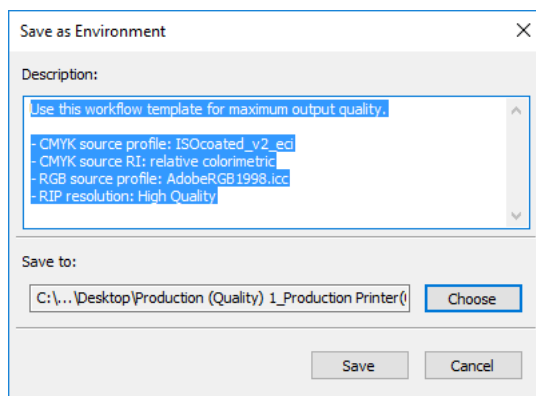 Save as Environment
Description:
Use this workflow template for maximum output quality.
- CMYK source profile: ISOcoated_v2_eci
- CMYK source RI: relative colorimetric
- RGB source profile: AdobeRGB1998.icc
- RIP resolution: High Quality
Save to:
C:\...\Desktop\Production (Quality) 1_Production Printer(
Choose
Save
Cancel